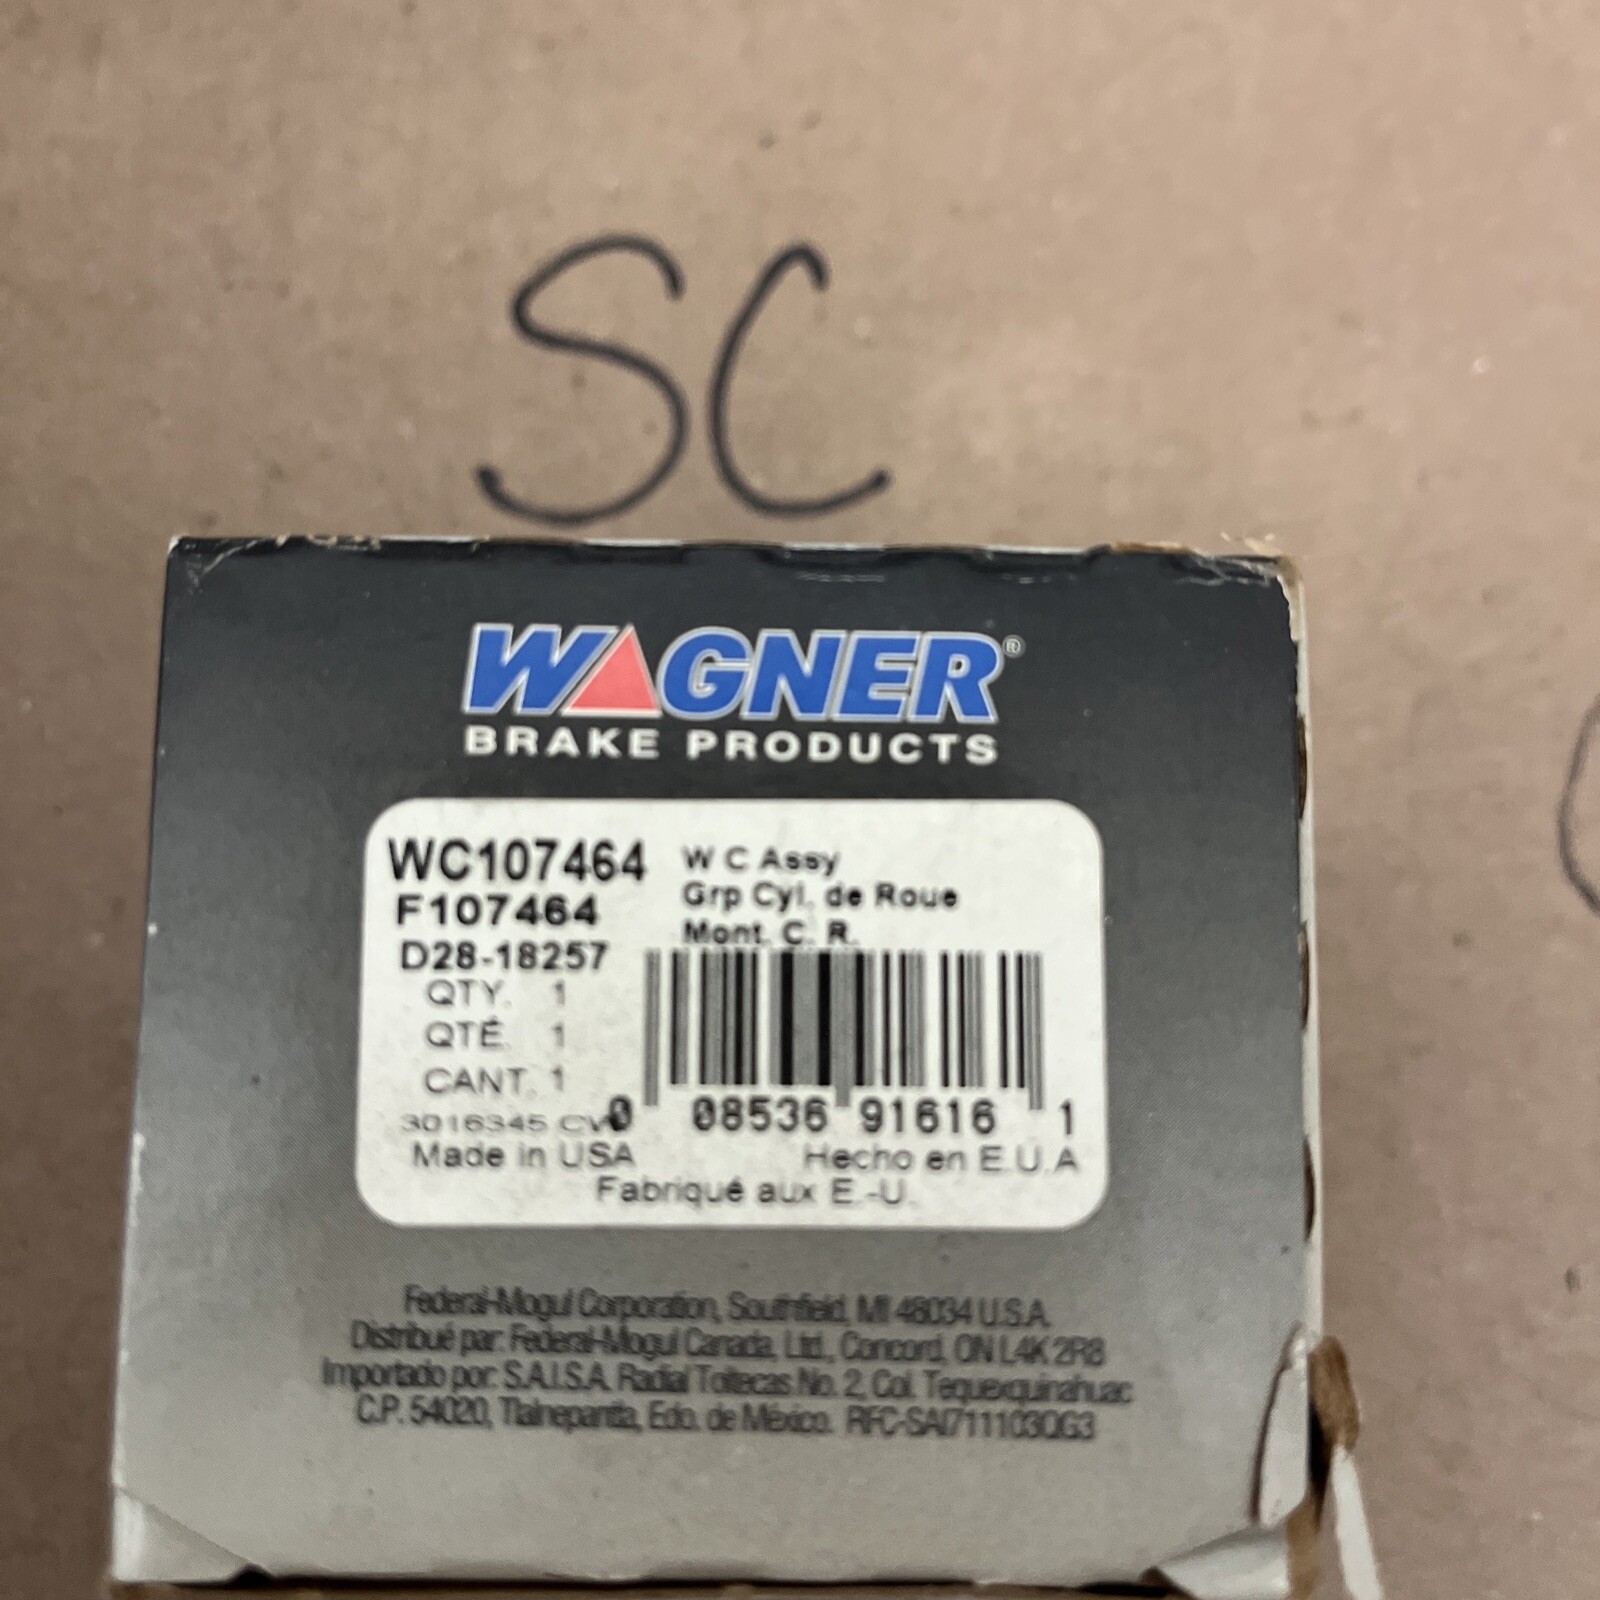 SC
WAGNER®
BRAKE PRODUCTS
WC107464
F107464
D28-18257
W C Assy
Grp Cyl. de Roue
Mont. C. R.
QTY. 1
QTÉ. 1
CANT. 1
3016345
0 08536 91616 1
Made in USA
Hecho en E.U.A
Fabriqué aux E.-U.
Federal-Mogul Corporation, Southfield, MI 48034 U.S.A.
Distribué par: Federal-Mogul Canada, Ltd., Concord, ON L4K 2R8
Importado por: S.A.I.S.A. Radial Toltecas No. 2, Col. Tequexquinahuac
C.P. 54020, Tlalnepantla, Edo. de México.